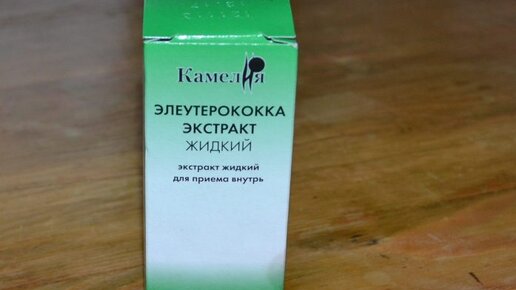 Камелия
ЭЛЕУТЕРОКОККА
ЭКСТРАКТ
ЖИДКИЙ
экстракт жидкий
для приема внутрь